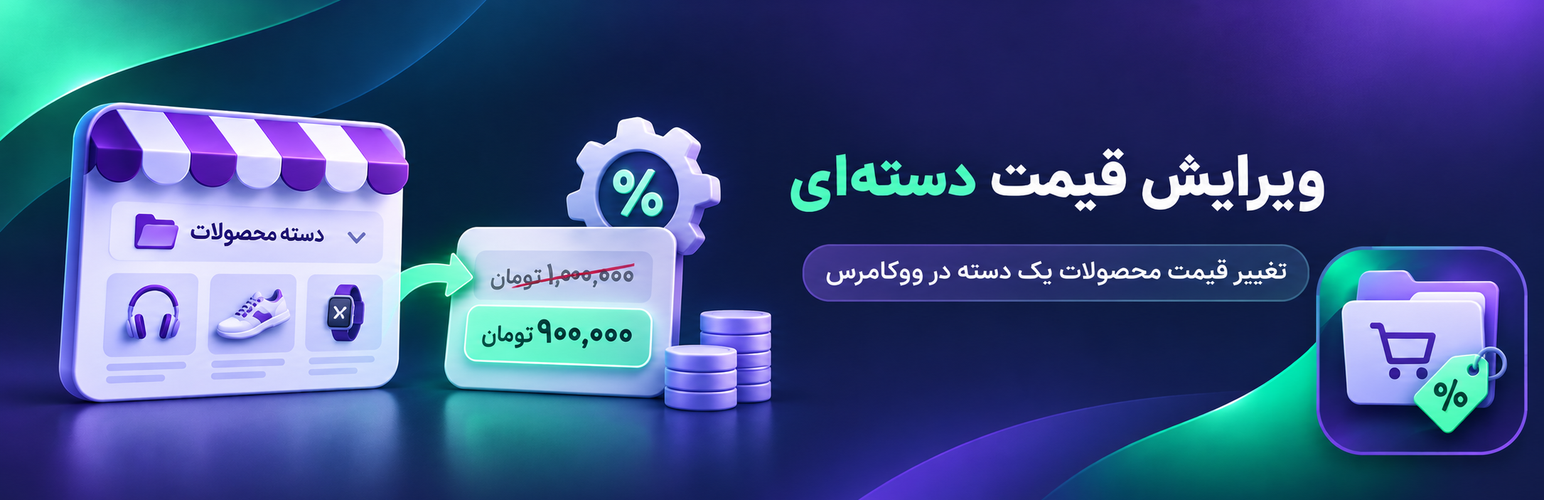 ویرایش قیمت دسته‌ای
تغییر قیمت محصولات یک دسته در ووکامرس
%
۱,۰۰۰,۰۰۰ تومان
۹۰۰,۰۰۰ تومان
دسته محصولات
%